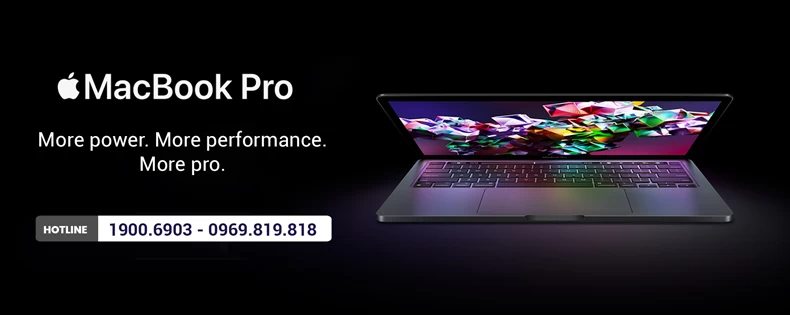 MacBook Pro
More power. More performance.
More pro.
HOTLINE 1900.6903 - 0969.819.818